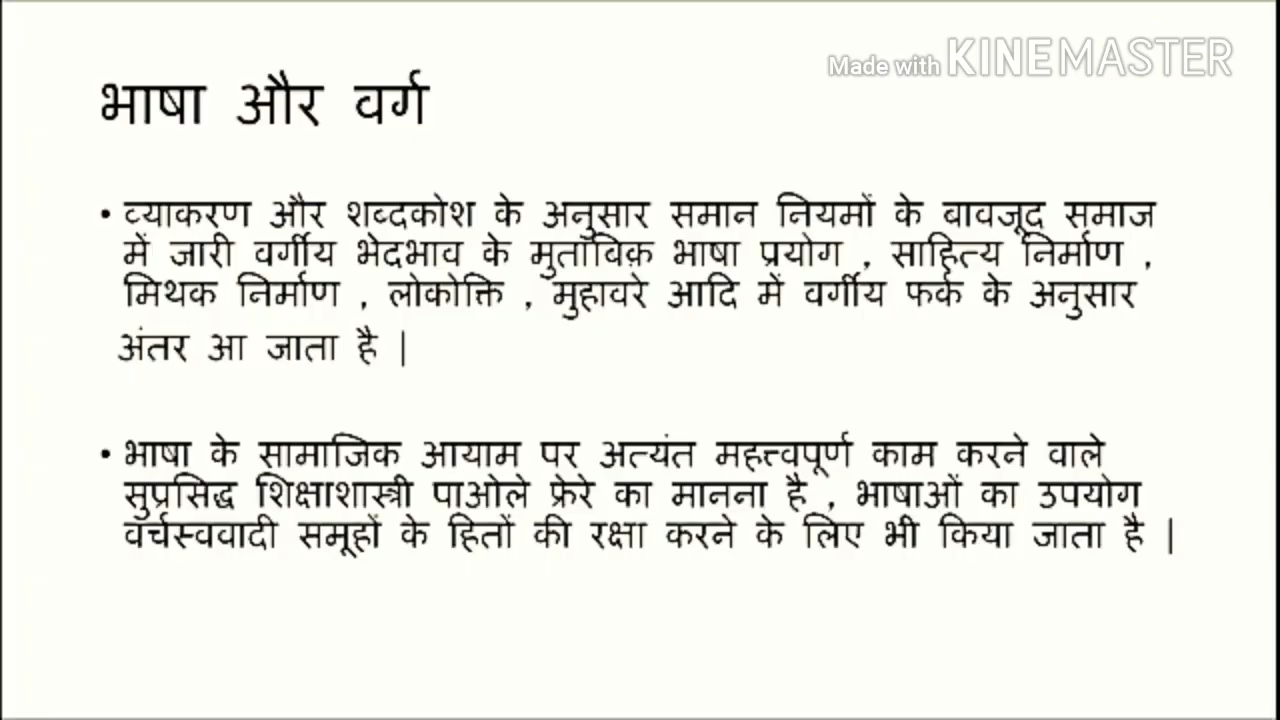 Made with KINEMASTER
भाषा और वर्ग
• व्याकरण और शब्दकोश के अनुसार समान नियमों के बावजूद समाज
में जारी वर्गीय भेदभाव के मुताबिक़ भाषा प्रयोग , साहित्य निर्माण ,
मिथक निर्माण , लोकोक्ति , मुहावरे आदि में वर्गीय फर्क के अनुसार
अंतर आ जाता है |
• भाषा के सामाजिक आयाम पर अत्यंत महत्त्वपूर्ण काम करने वाले
सुप्रसिद्ध शिक्षाशास्त्री पाओले फ्रेरे का मानना है , भाषाओं का उपयोग
वर्चस्ववादी समूहों के हितों की रक्षा करने के लिए भी किया जाता है |